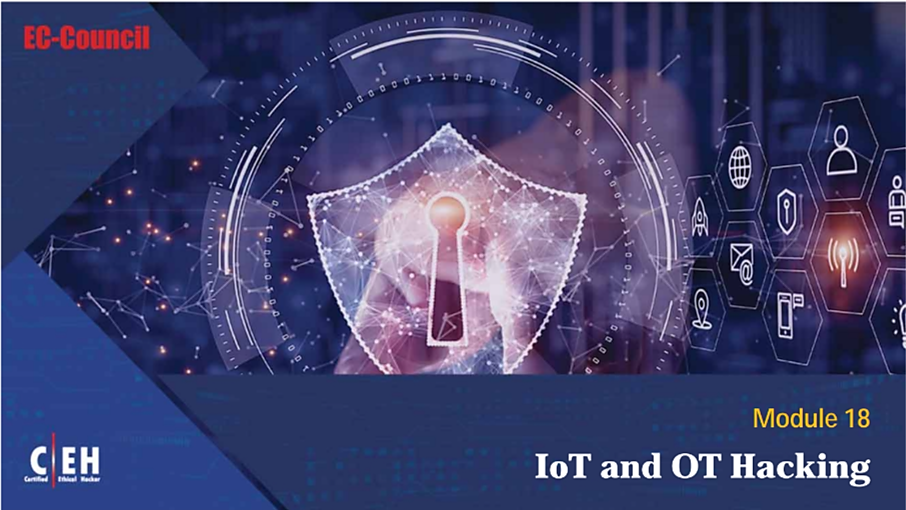 EC-Council
Module 18
IoT and OT Hacking
C|EH
Certified Ethical Hacker